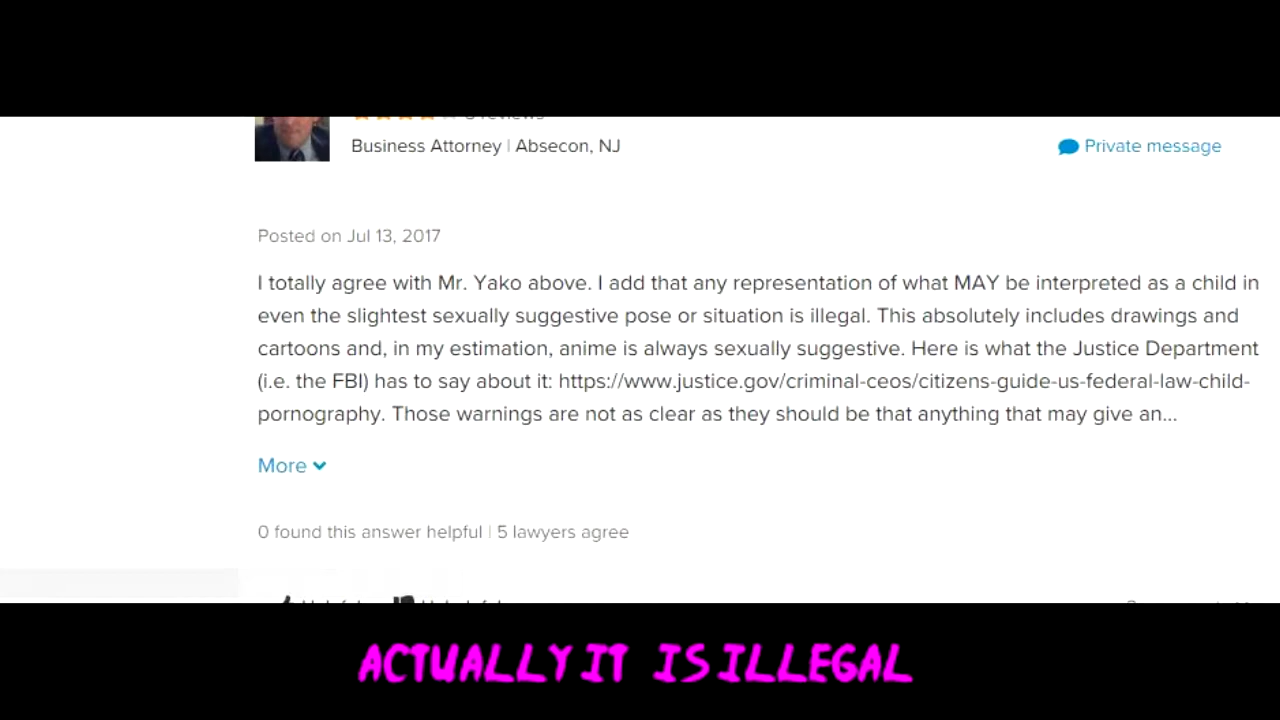 Business Attorney | Absecon, NJ
Private message
Posted on Jul 13, 2017
I totally agree with Mr. Yako above. I add that any representation of what MAY be interpreted as a child in
even the slightest sexually suggestive pose or situation is illegal. This absolutely includes drawings and
cartoons and, in my estimation, anime is always sexually suggestive. Here is what the Justice Department
(i.e. the FBI) has to say about it: https://www.justice.gov/criminal-ceos/citizens-guide-us-federal-law-child-
pornography. Those warnings are not as clear as they should be that anything that may give an...
More
0 found this answer helpful | 5 lawyers agree
ACTUALLY IT IS ILLEGAL